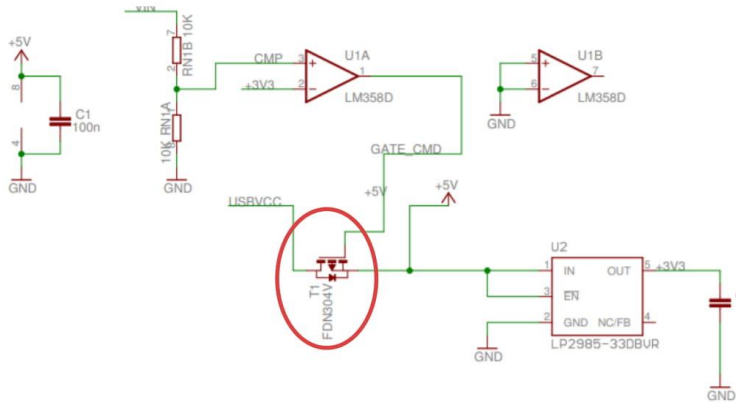 VIN
+5V
8
4
C1
100n
GND
7
RN1B 10K
2
10K RN1A
GND
CMP
+3V3
3
2
+
-
U1A
1
LM358D
5
6
+
-
U1B
7
LM358D
GND
GATE_CMD
+5V
+5V
USBVCC
T1
FDN304V
U2
1
IN
OUT
5
+3V3
3
EN
2
GND
NC/FB
4
LP2985-33DBVR
GND
GND